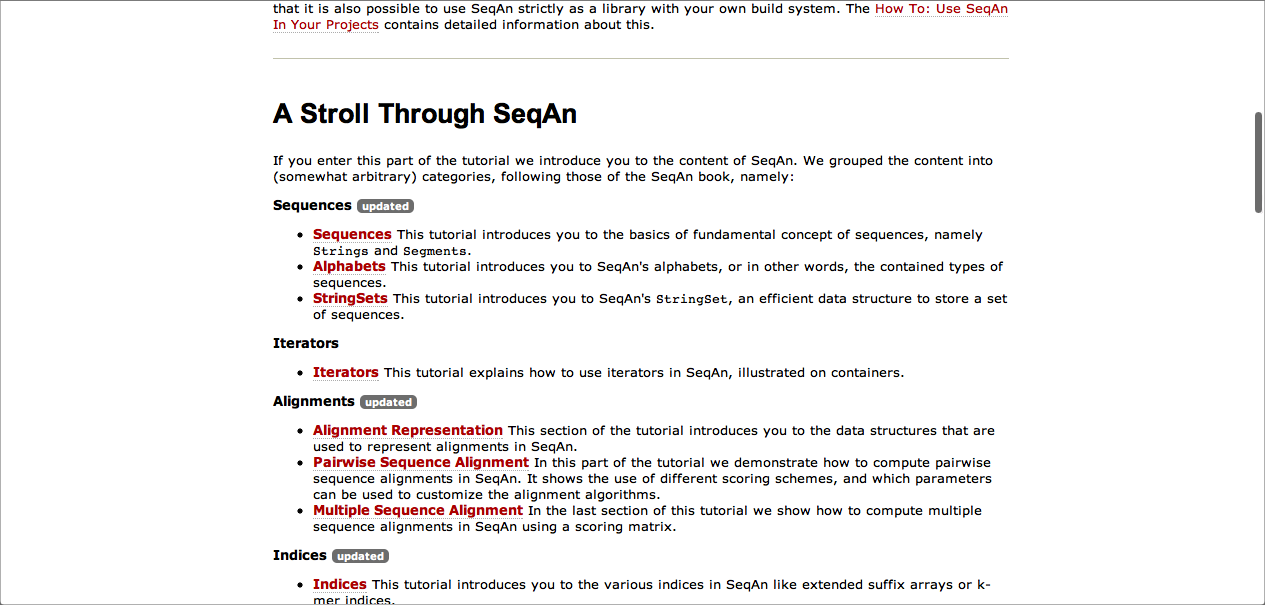 that it is also possible to use SeqAn strictly as a library with your own build system. The How To: Use SeqAn
In Your Projects contains detailed information about this.
A Stroll Through SeqAn
If you enter this part of the tutorial we introduce you to the content of SeqAn. We grouped the content into
(somewhat arbitrary) categories, following those of the SeqAn book, namely:
Sequences updated
• Sequences This tutorial introduces you to the basics of fundamental concept of sequences, namely
Strings and Segments.
• Alphabets This tutorial introduces you to SeqAn's alphabets, or in other words, the contained types of
sequences.
• StringSets This tutorial introduces you to SeqAn's StringSet, an efficient data structure to store a set
of sequences.
Iterators
• Iterators This tutorial explains how to use iterators in SeqAn, illustrated on containers.
Alignments updated
• Alignment Representation This section of the tutorial introduces you to the data structures that are
used to represent alignments in SeqAn.
• Pairwise Sequence Alignment In this part of the tutorial we demonstrate how to compute pairwise
sequence alignments in SeqAn. It shows the use of different scoring schemes, and which parameters
can be used to customize the alignment algorithms.
• Multiple Sequence Alignment In the last section of this tutorial we show how to compute multiple
sequence alignments in SeqAn using a scoring matrix.
Indices updated
• Indices This tutorial introduces you to the various indices in SeqAn like extended suffix arrays or k-
mer indices.